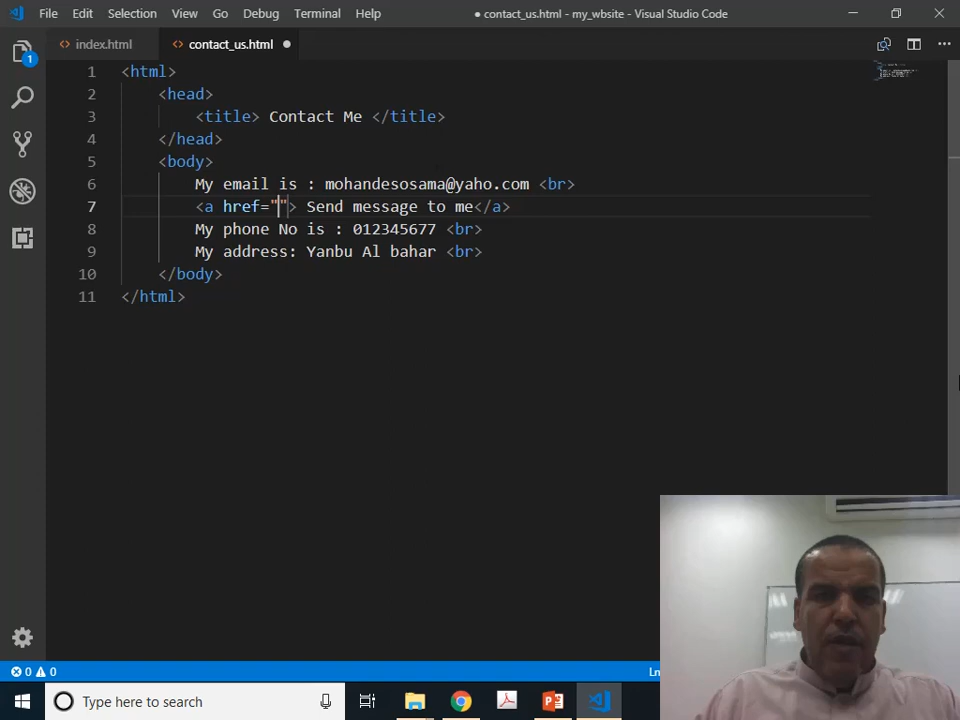 File Edit Selection View Go Debug Terminal Help ● contact_us.html - my_wbsite - Visual Studio Code
<> index.html <> contact_us.html ●
1
1 <html>
2 <head>
3 <title> Contact Me </title>
4 </head>
5 <body>
6 My email is : mohandesosama@yaho.com <br>
7 <a href=""> Send message to me</a>
8 My phone No is : 012345677 <br>
9 My address: Yanbu Al bahar <br>
10 </body>
11 </html>
0 0 Ln
Type here to search